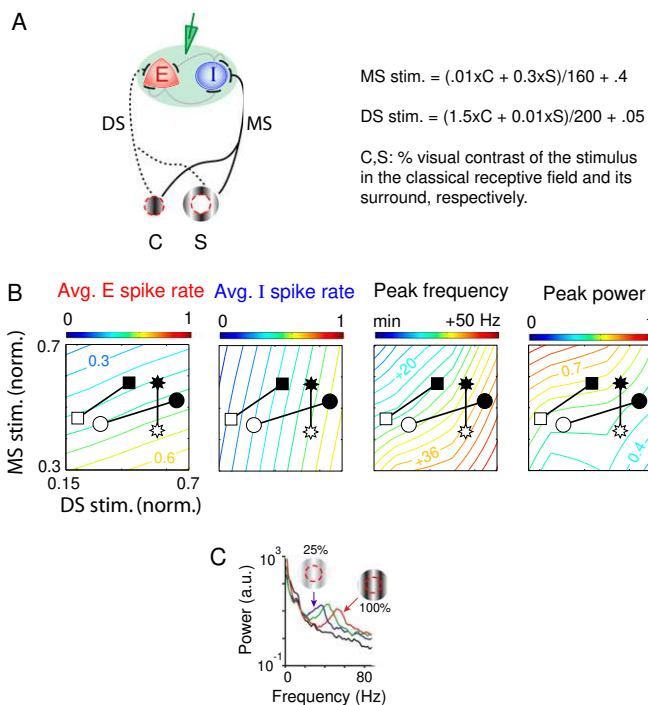 A
E
I
DS
MS
C
S
MS stim. = (.01xC + 0.3xS)/160 + .4
DS stim. = (1.5xC + 0.01xS)/200 + .05
C,S: % visual contrast of the stimulus
in the classical receptive field and its
surround, respectively.
B
Avg. E spike rate
Avg. I spike rate
Peak frequency
Peak power
0 1
0 1
min +50 Hz
0 1
MS stim. (norm.)
0.7
0.3
0.3
0.6
0.15 0.7
DS stim. (norm.)
+20
+36
0.7
0.4
C
Power (a.u.)
10³
10⁻¹
25%
100%
0 40 80
Frequency (Hz)